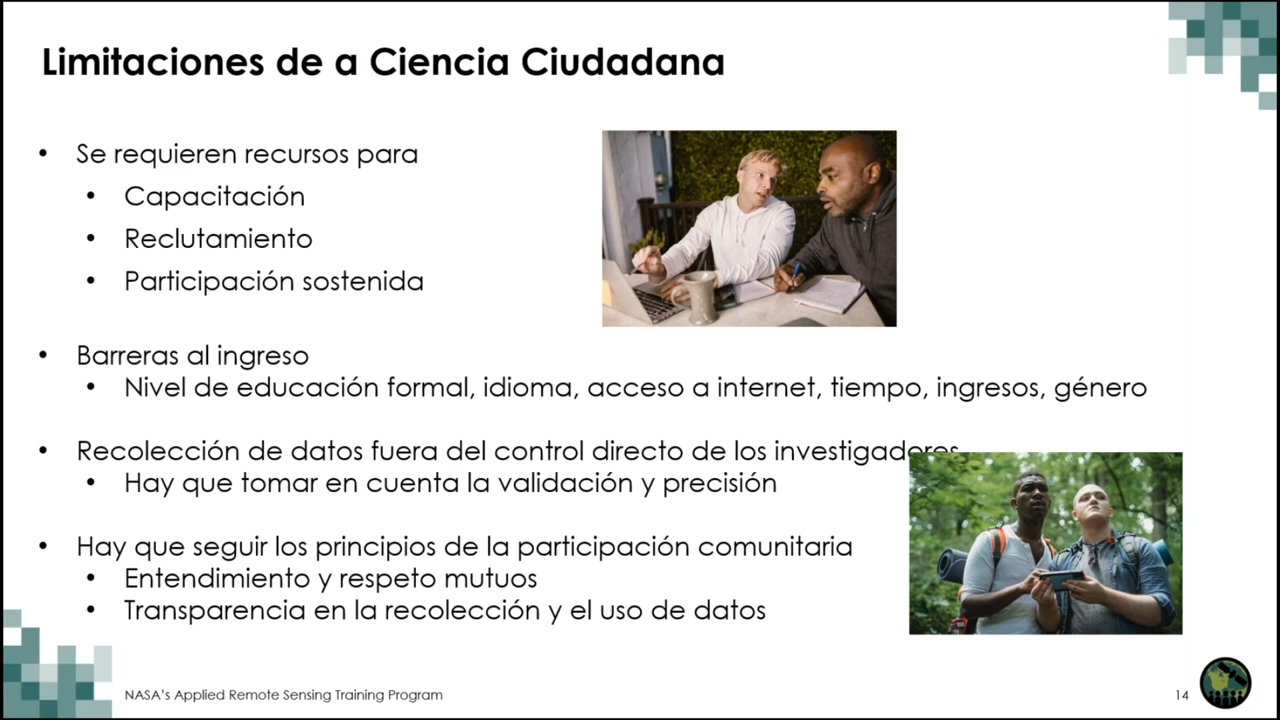 Limitaciones de a Ciencia Ciudadana
• Se requieren recursos para
• Capacitación
• Reclutamiento
• Participación sostenida
• Barreras al ingreso
• Nivel de educación formal, idioma, acceso a internet, tiempo, ingresos, género
• Recolección de datos fuera del control directo de los investigadores
• Hay que tomar en cuenta la validación y precisión
• Hay que seguir los principios de la participación comunitaria
• Entendimiento y respeto mutuos
• Transparencia en la recolección y el uso de datos
NASA's Applied Remote Sensing Training Program
14